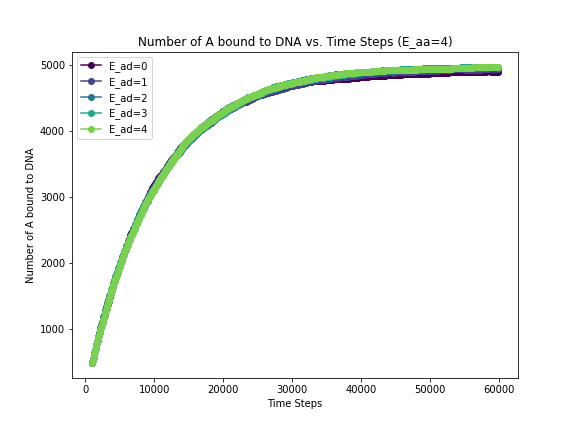 Number of A bound to DNA vs. Time Steps (E_aa=4)
E_ad=0
E_ad=1
E_ad=2
E_ad=3
E_ad=4
Number of A bound to DNA
5000
4000
3000
2000
1000
0 10000 20000 30000 40000 50000 60000
Time Steps